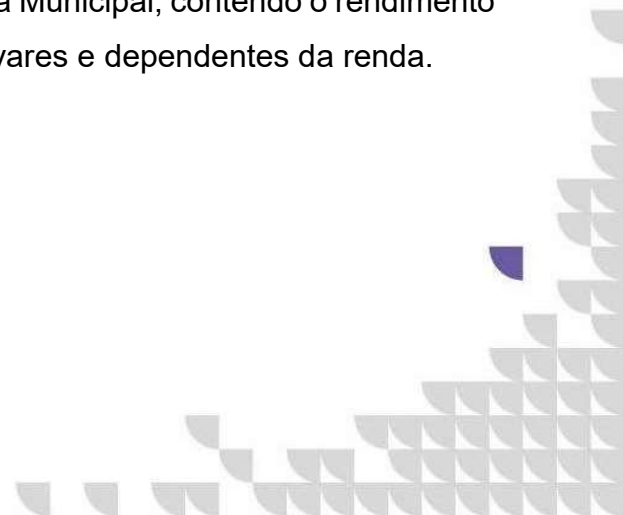 a Municipal, contendo o rendimento
vares e dependentes da renda.